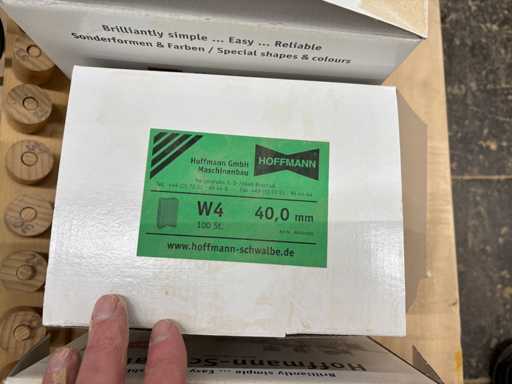 Brilliantly simple ... Easy ... Reliable
Sonderformen & Farben / Special shapes & colours
Hoffmann GmbH
Maschinenbau
HOFFMANN
W4
40,0 mm
100 St.
www.hoffmann-schwalbe.de
Hoffmann-
Brilliantly simple ... Easy